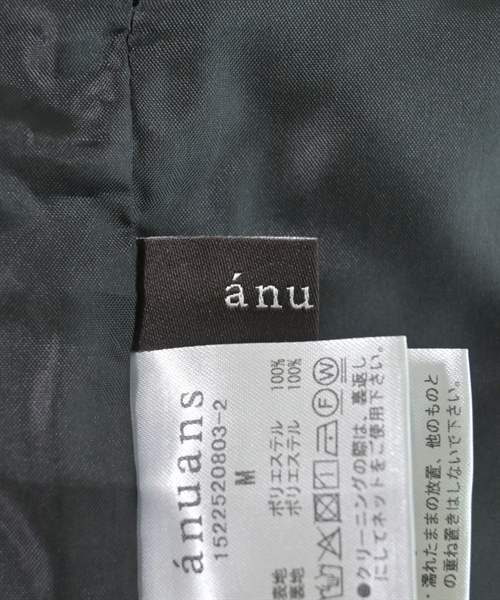 ánu
ánuans
1522520803-2
M
表地 ポリエステル 100%
裏地 ポリエステル 100%
●クリーニングの際は、裏返し
にしてネットをご使用下さい。
・濡れたままの放置、他のものと
の重ね置きはしないで下さい。